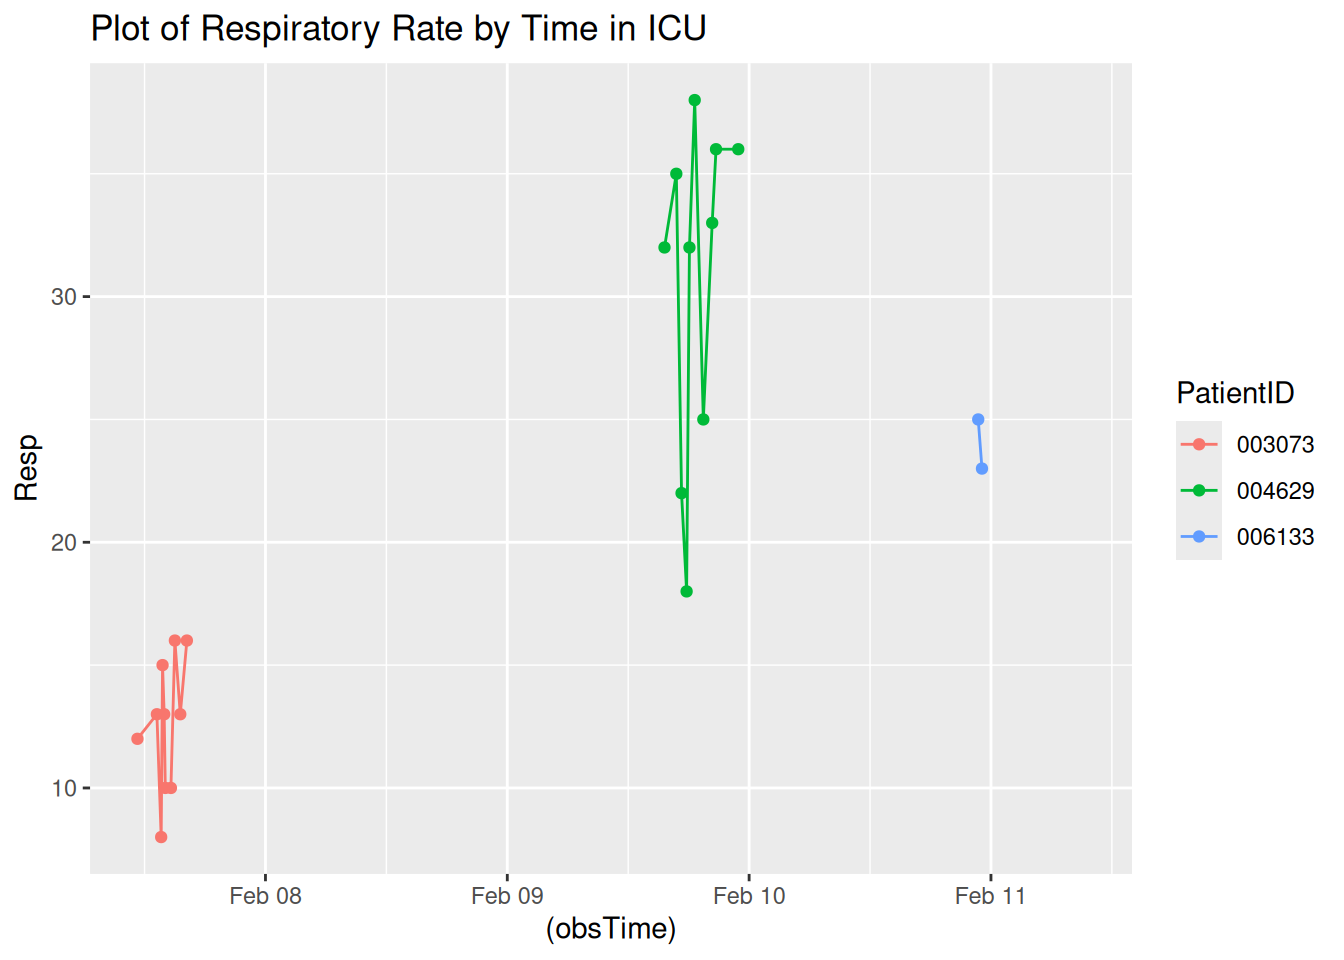 Plot of Respiratory Rate by Time in ICU
30
20
10
Resp
Feb 08
Feb 09
Feb 10
Feb 11
(obsTime)
PatientID
003073
004629
006133